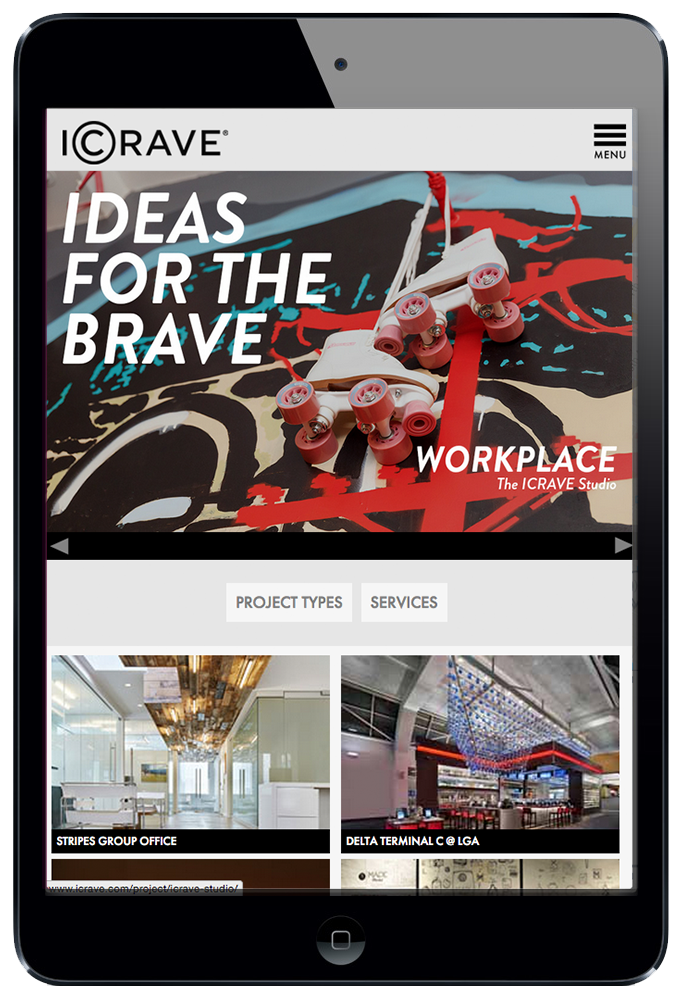 ICRAVE®
MENU
IDEAS
FOR THE
BRAVE
WORKPLACE
The ICRAVE Studio
PROJECT TYPES
SERVICES
STRIPES GROUP OFFICE
DELTA TERMINAL C @ LGA
MADE
www.icrave.com/project/icrave-studio/